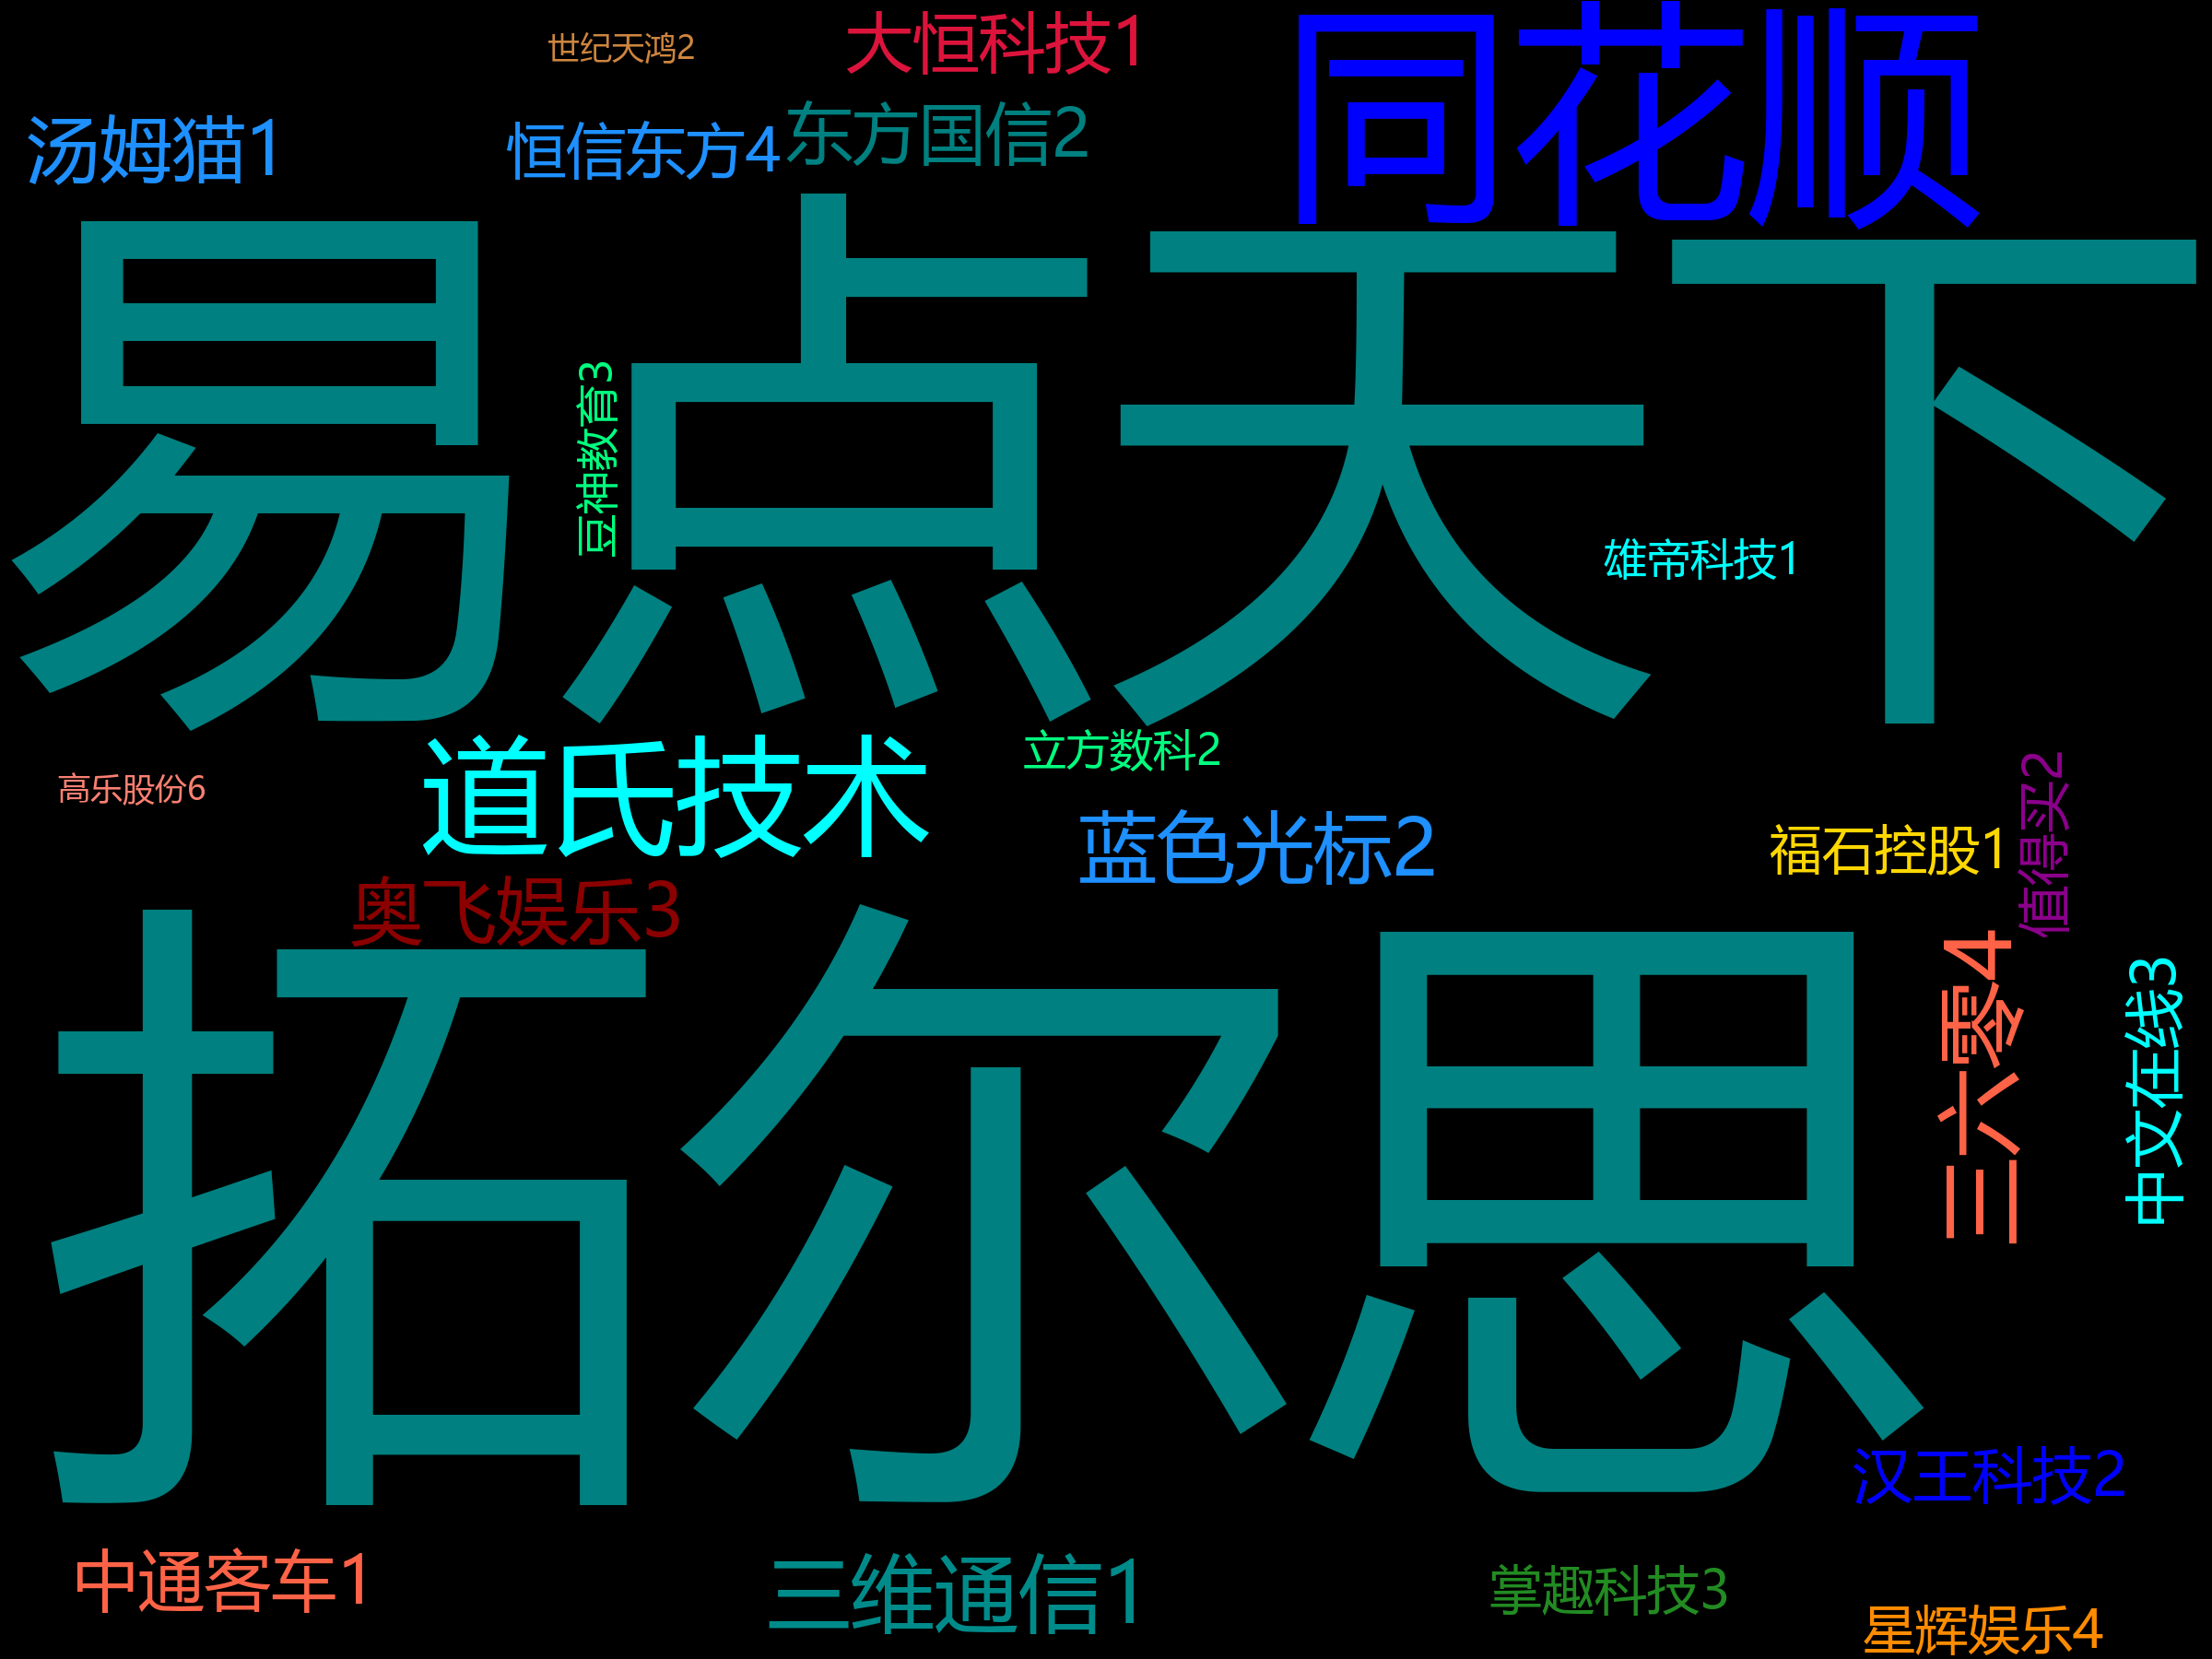 世纪天鸿2
大恒科技1
同花顺
汤姆猫1
恒信东方4
东方国信2
易点天下
豆神教育3
雄帝科技1
立方数科2
高乐股份6
道氏技术
蓝色光标2
福石控股1
值得买2
奥飞娱乐3
拓尔思
三六零4
中文在线3
汉王科技2
中通客车1
三维通信1
掌趣科技3
星辉娱乐4